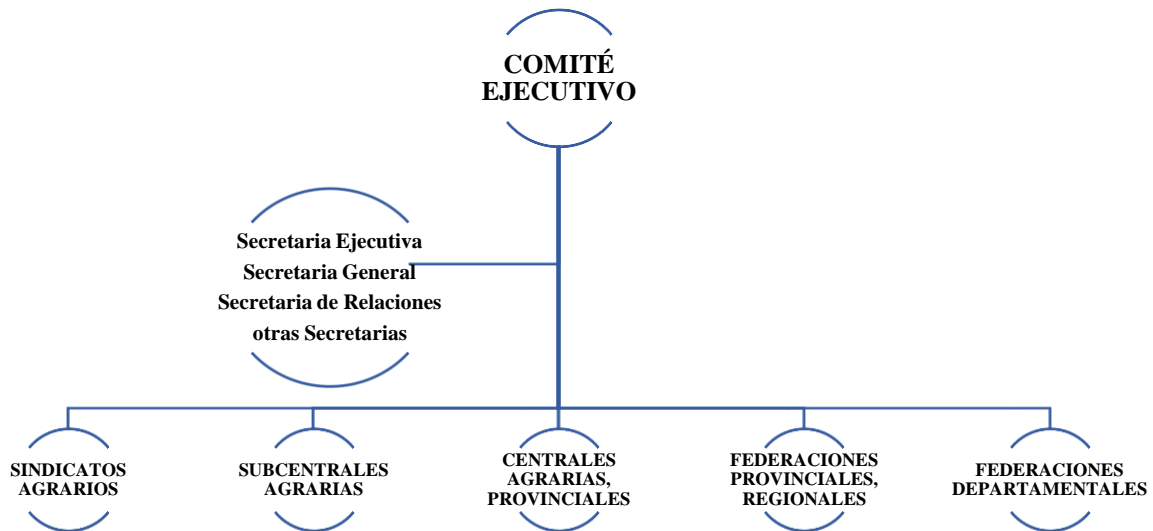 COMITÉ
EJECUTIVO
Secretaria Ejecutiva
Secretaria General
Secretaria de Relaciones
otras Secretarias
SINDICATOS
AGRARIOS
SUBCENTRALES
AGRARIAS
CENTRALES
AGRARIAS,
PROVINCIALES
FEDERACIONES
PROVINCIALES,
REGIONALES
FEDERACIONES
DEPARTAMENTALES